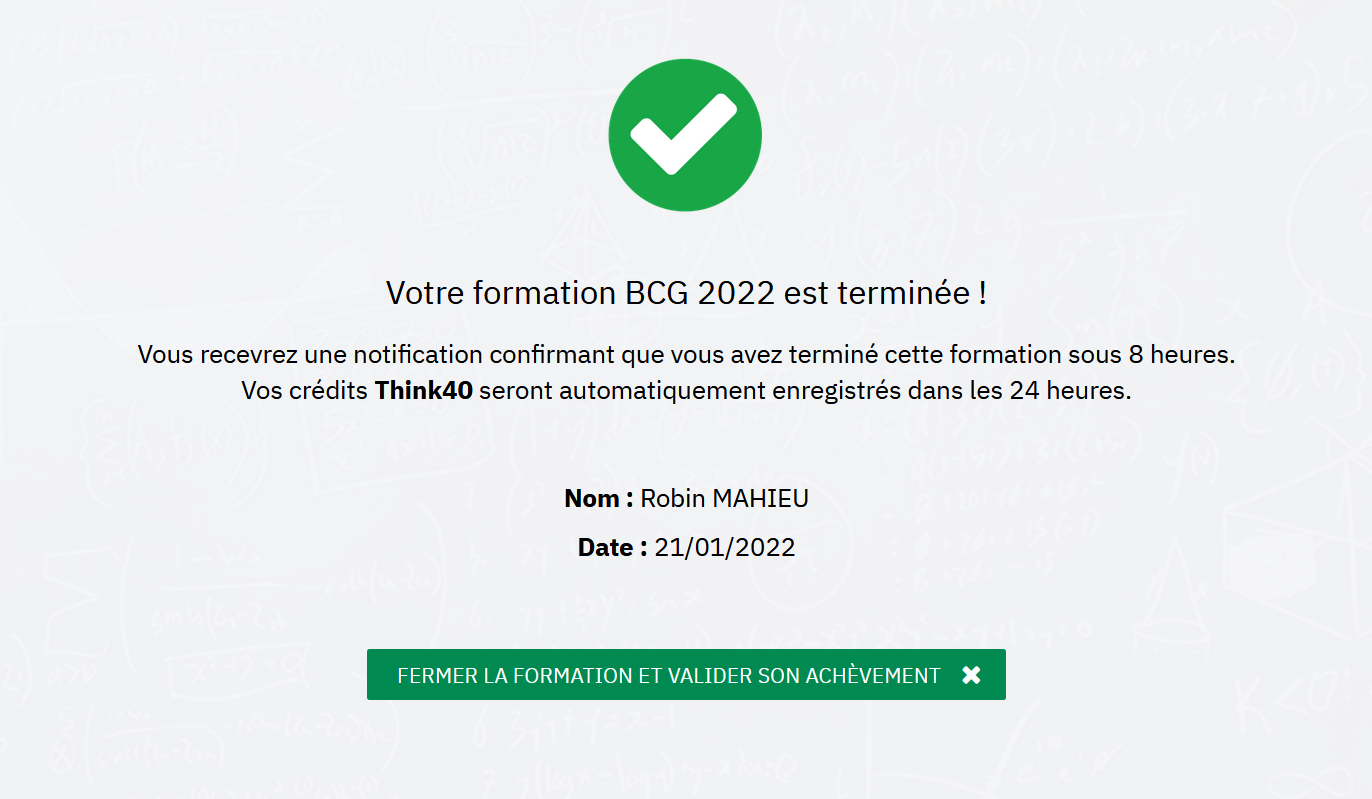 Votre formation BCG 2022 est terminée !
Vous recevrez une notification confirmant que vous avez terminé cette formation sous 8 heures.
Vos crédits Think40 seront automatiquement enregistrés dans les 24 heures.
Nom : Robin MAHIEU
Date : 21/01/2022
FERMER LA FORMATION ET VALIDER SON ACHÈVEMENT